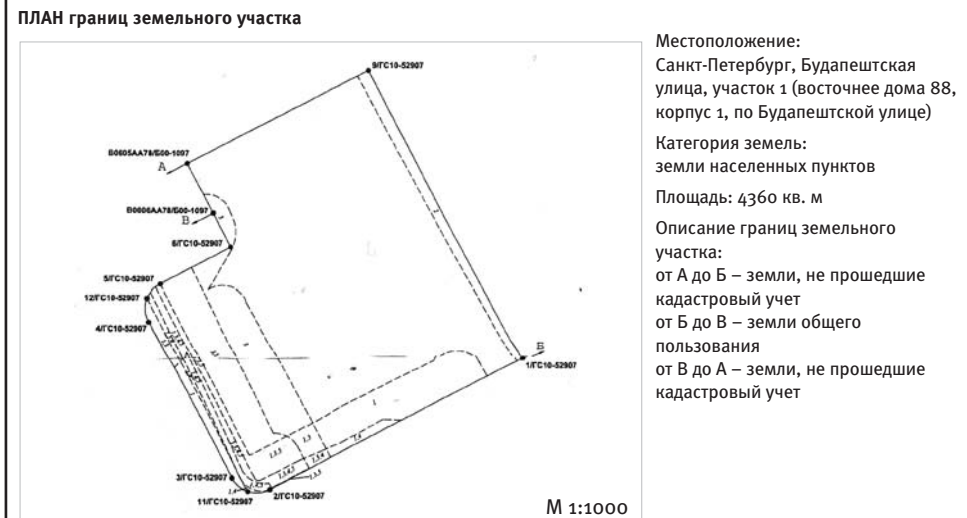 ПЛАН границ земельного участка
9/ГС10-52907
B0605AA78/Б00-1097
A
B0606AA78/Б00-1097
B
6/ГС10-52907
5/ГС10-52907
12/ГС10-52907
4/ГС10-52907
Б
1/ГС10-52907
3/ГС10-52907
11/ГС10-52907
2/ГС10-52907
М 1:1000
Местоположение:
Санкт-Петербург, Будапештская
улица, участок 1 (восточнее дома 88,
корпус 1, по Будапештской улице)
Категория земель:
земли населенных пунктов
Площадь: 4360 кв. м
Описание границ земельного
участка:
от А до Б – земли, не прошедшие
кадастровый учет
от Б до В – земли общего
пользования
от В до А – земли, не прошедшие
кадастровый учет